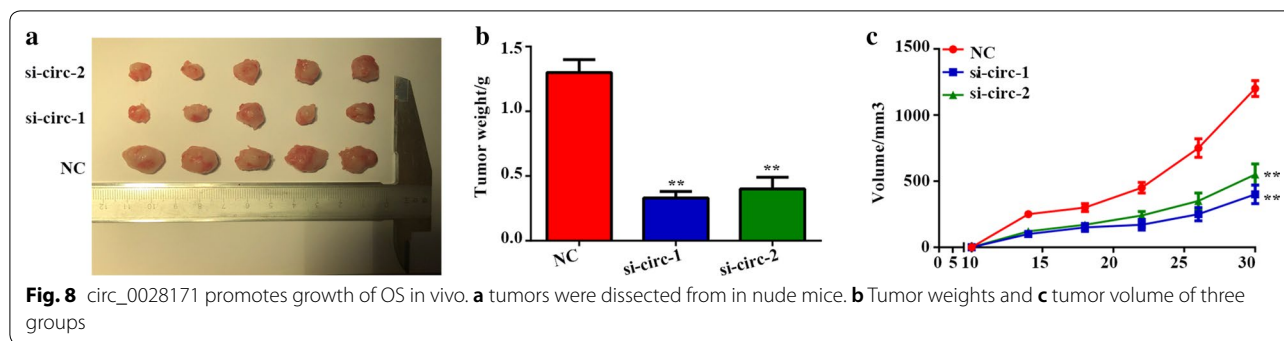 a
si-circ-2
si-circ-1
NC
b
Tumor weight/g
1.5
1.0
0.5
0.0
**
**
NC
si-circ-1
si-circ-2
c
NC
si-circ-1
si-circ-2
Volume/mm3
1500
1000
500
0
**
**
0 5 10 15 20 25 30
Fig. 8 circ_0028171 promotes growth of OS in vivo. a tumors were dissected from in nude mice. b Tumor weights and c tumor volume of three
groups